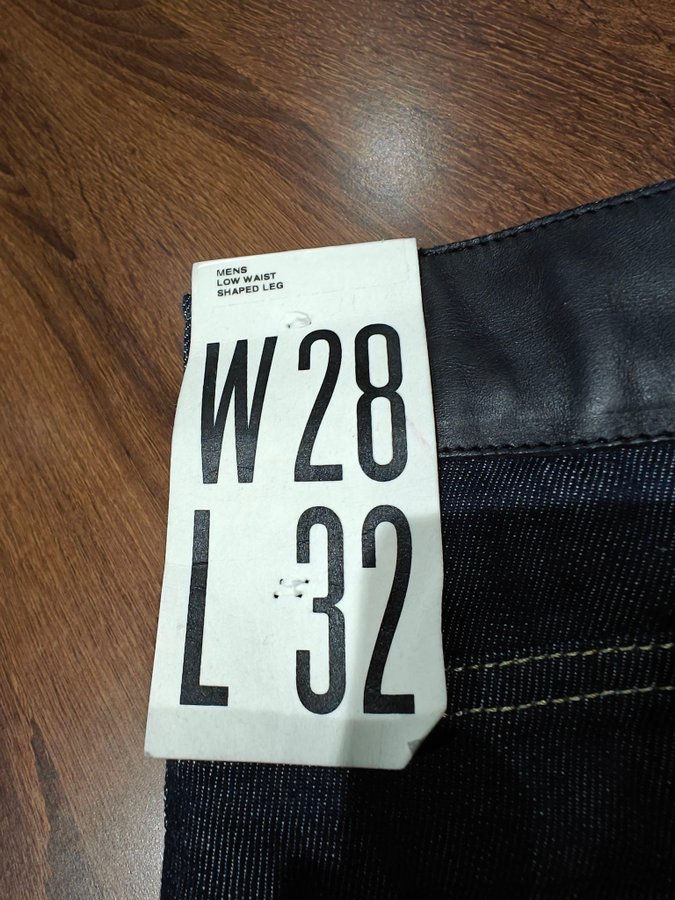 MENS
LOW WAIST
SHAPED LEG
W 28
L 32